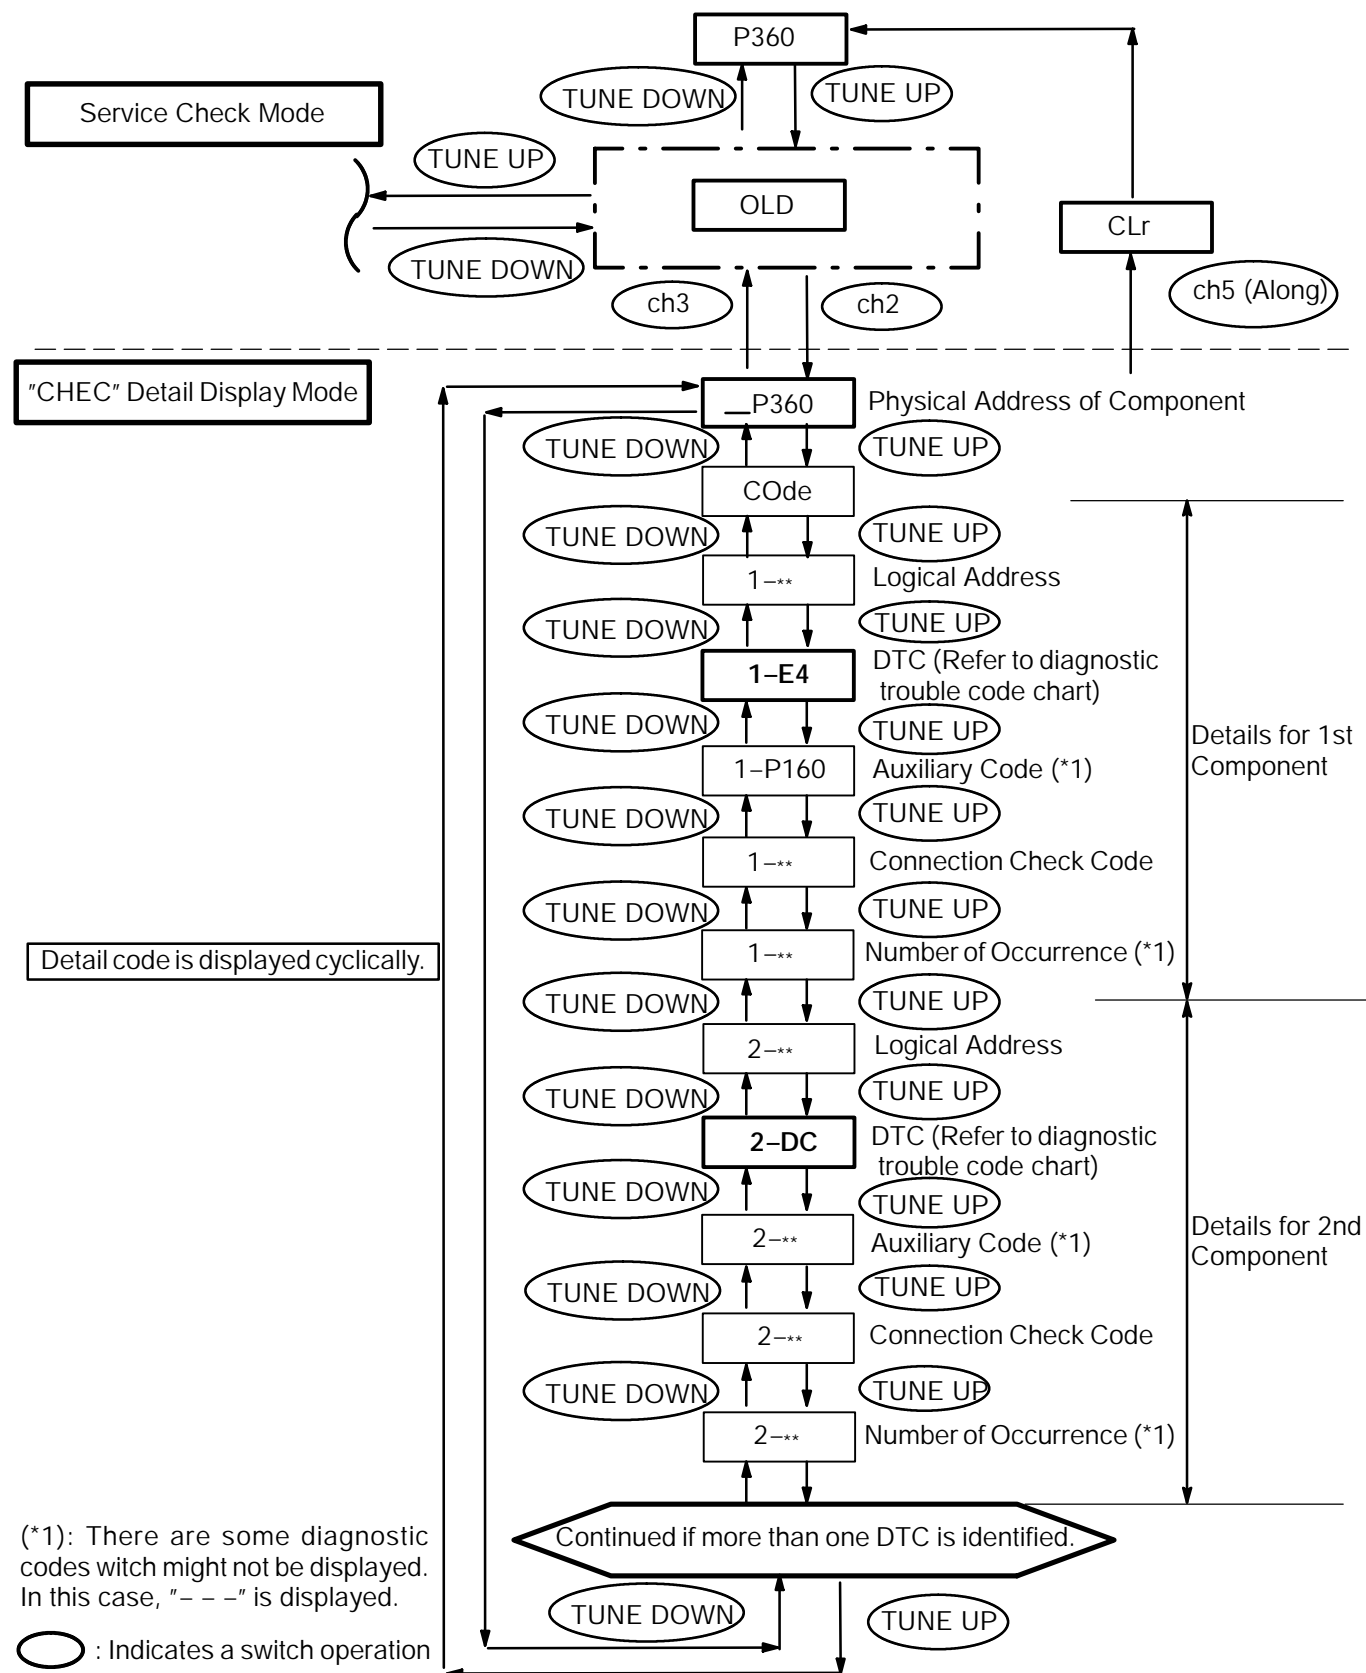 P360
TUNE DOWN
TUNE UP
Service Check Mode
TUNE UP
OLD
CLr
TUNE DOWN
ch3
ch2
ch5 (Along)
"CHEC" Detail Display Mode
__P360
Physical Address of Component
TUNE DOWN
TUNE UP
COde
TUNE DOWN
TUNE UP
1–**
Logical Address
TUNE DOWN
TUNE UP
1–E4
DTC (Refer to diagnostic
trouble code chart)
TUNE DOWN
TUNE UP
Details for 1st
Component
1–P160
Auxiliary Code (*1)
TUNE DOWN
TUNE UP
1–**
Connection Check Code
TUNE DOWN
TUNE UP
Detail code is displayed cyclically.
1–**
Number of Occurrence (*1)
TUNE DOWN
TUNE UP
2–**
Logical Address
TUNE DOWN
TUNE UP
2–DC
DTC (Refer to diagnostic
trouble code chart)
TUNE DOWN
TUNE UP
Details for 2nd
Component
2–**
Auxiliary Code (*1)
TUNE DOWN
TUNE UP
2–**
Connection Check Code
TUNE DOWN
TUNE UP
2–**
Number of Occurrence (*1)
Continued if more than one DTC is identified.
(*1): There are some diagnostic
codes witch might not be displayed.
In this case, "– – –" is displayed.
TUNE DOWN
TUNE UP
: Indicates a switch operation